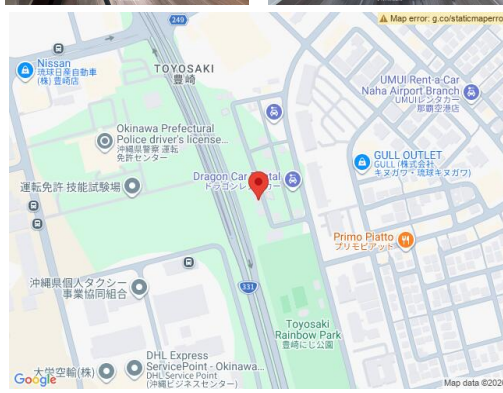 Map error: g.co/staticmaperro
249
Nissan
琉球日産自動車
(株) 豊崎店
TOYOSAKI
豊崎
UMUI Rent-a-Car
Naha Airport Branch
UMUIレンタカー
那覇空港店
Okinawa Prefectural
Police driver's license...
沖縄県警察 運転
免許センター
GULL OUTLET
GULL (株式会社
キヌガワ・琉球キヌガワ)
運転免許 技能試験場
Dragon Car Rental
ドラゴンレンタカー
Primo Piatto
プリモピアット
沖縄県個人タクシー
事業協同組合
331
Toyosaki
Rainbow Park
豊崎にじ公園
DHL Express
ServicePoint - Okinawa...
DHL Service Point
(沖縄ビジネスセンター)
大学空輸(株)
Google
Map data ©2026